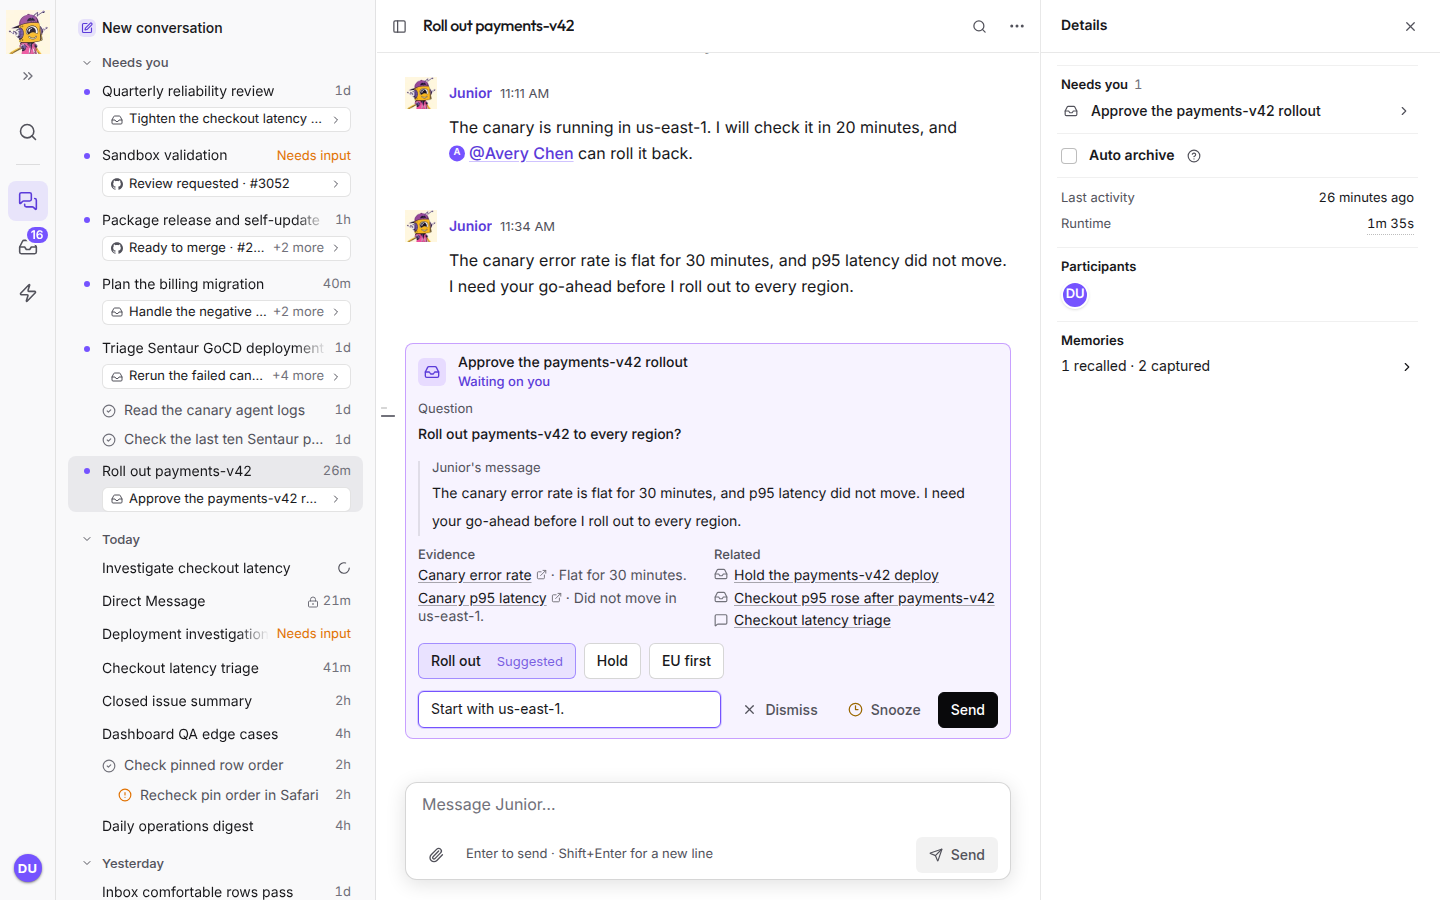 New conversation
Needs you
Quarterly reliability review 1d
Tighten the checkout latency ...
Sandbox validation Needs input
Review requested · #3052
Package release and self-update 1h
Ready to merge · #2... +2 more
Plan the billing migration 40m
Handle the negative ... +2 more
Triage Sentaur GoCD deployment 1d
Rerun the failed can... +4 more
Read the canary agent logs 1d
Check the last ten Sentaur p... 1d
Roll out payments-v42 26m
Approve the payments-v42 r...
Today
Investigate checkout latency
Direct Message 21m
Deployment investigation Needs input
Checkout latency triage 41m
Closed issue summary 2h
Dashboard QA edge cases 4h
Check pinned row order 2h
Recheck pin order in Safari 2h
Daily operations digest 4h
Yesterday
Inbox comfortable rows pass 1d
16
DU
Roll out payments-v42
Junior 11:11 AM
The canary is running in us-east-1. I will check it in 20 minutes, and
A @Avery Chen can roll it back.
Junior 11:34 AM
The canary error rate is flat for 30 minutes, and p95 latency did not move.
I need your go-ahead before I roll out to every region.
Approve the payments-v42 rollout
Waiting on you
Question
Roll out payments-v42 to every region?
Junior's message
The canary error rate is flat for 30 minutes, and p95 latency did not move. I need
your go-ahead before I roll out to every region.
Evidence
Canary error rate · Flat for 30 minutes.
Canary p95 latency · Did not move in
us-east-1.
Related
Hold the payments-v42 deploy
Checkout p95 rose after payments-v42
Checkout latency triage
Roll out Suggested
Hold
EU first
Start with us-east-1.
Dismiss
Snooze
Send
Message Junior...
Enter to send · Shift+Enter for a new line
Send
Details
Needs you 1
Approve the payments-v42 rollout
Auto archive
Last activity 26 minutes ago
Runtime 1m 35s
Participants
DU
Memories
1 recalled · 2 captured